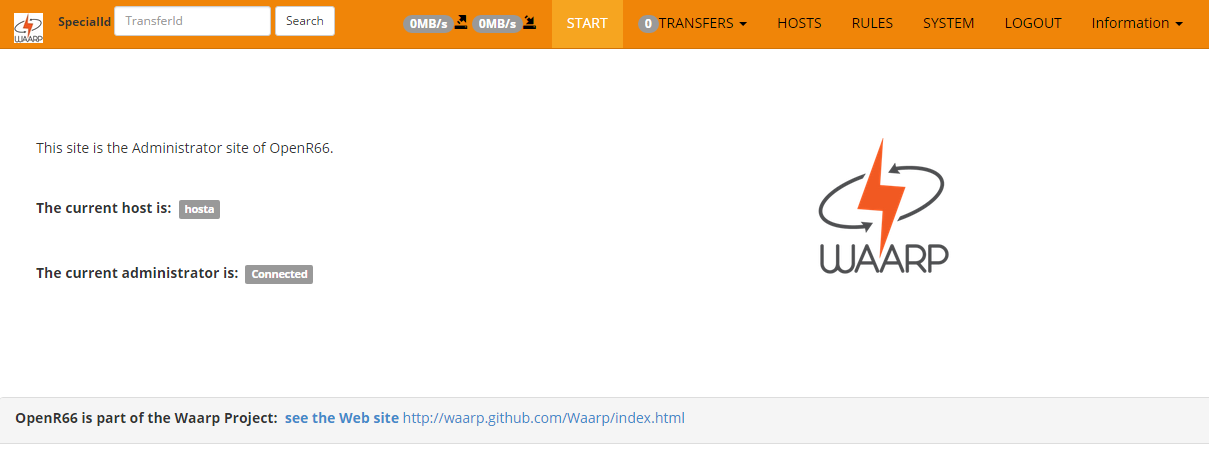 WAARP SpecialId TransferId Search 0MB/s 0MB/s START 0 TRANSFERS HOSTS RULES SYSTEM LOGOUT Information
This site is the Administrator site of OpenR66.
The current host is: hosta
The current administrator is: Connected
WAARP
OpenR66 is part of the Waarp Project: see the Web site http://waarp.github.com/Waarp/index.html